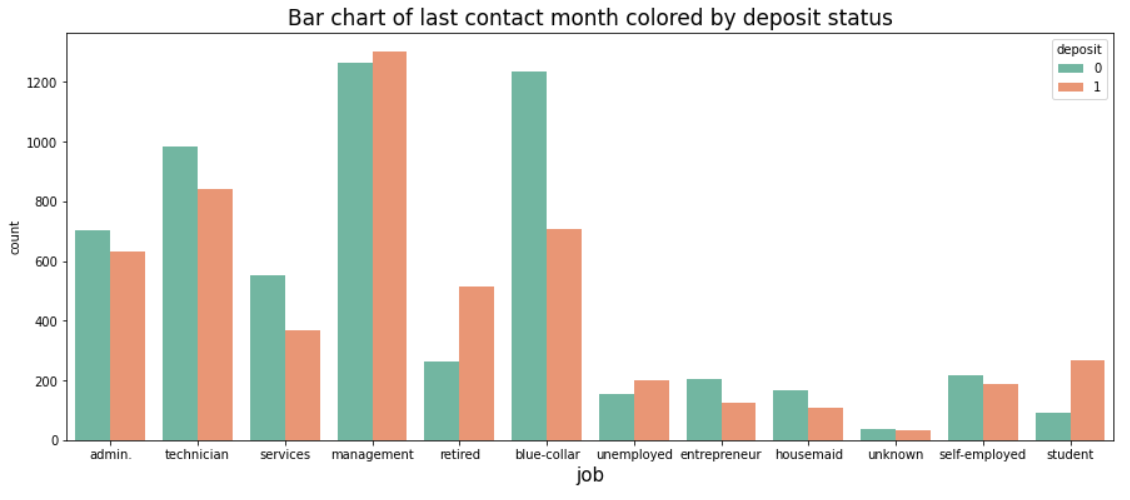 Bar chart of last contact month colored by deposit status
deposit
0
1
count
1200
1000
800
600
400
200
0
admin. technician services management retired blue-collar unemployed entrepreneur housemaid unknown self-employed student
job